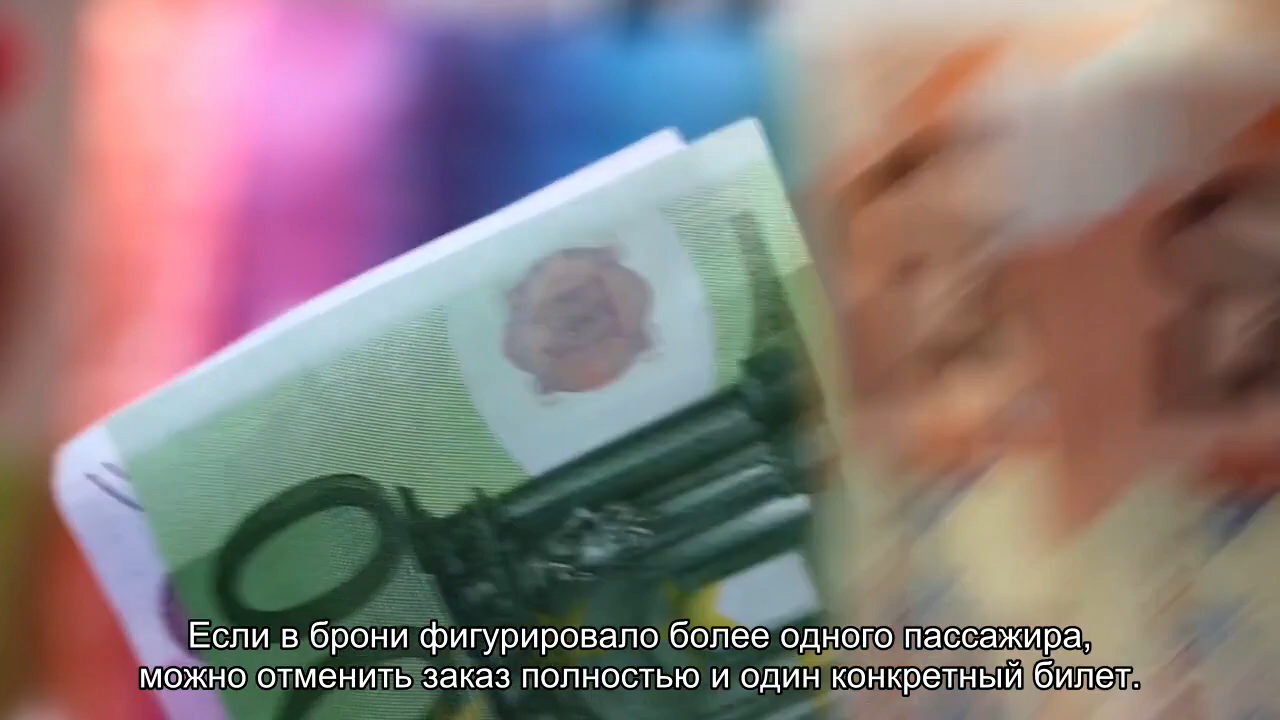 Если в брони фигурировало более одного пассажира,
можно отменить заказ полностью и один конкретный билет.